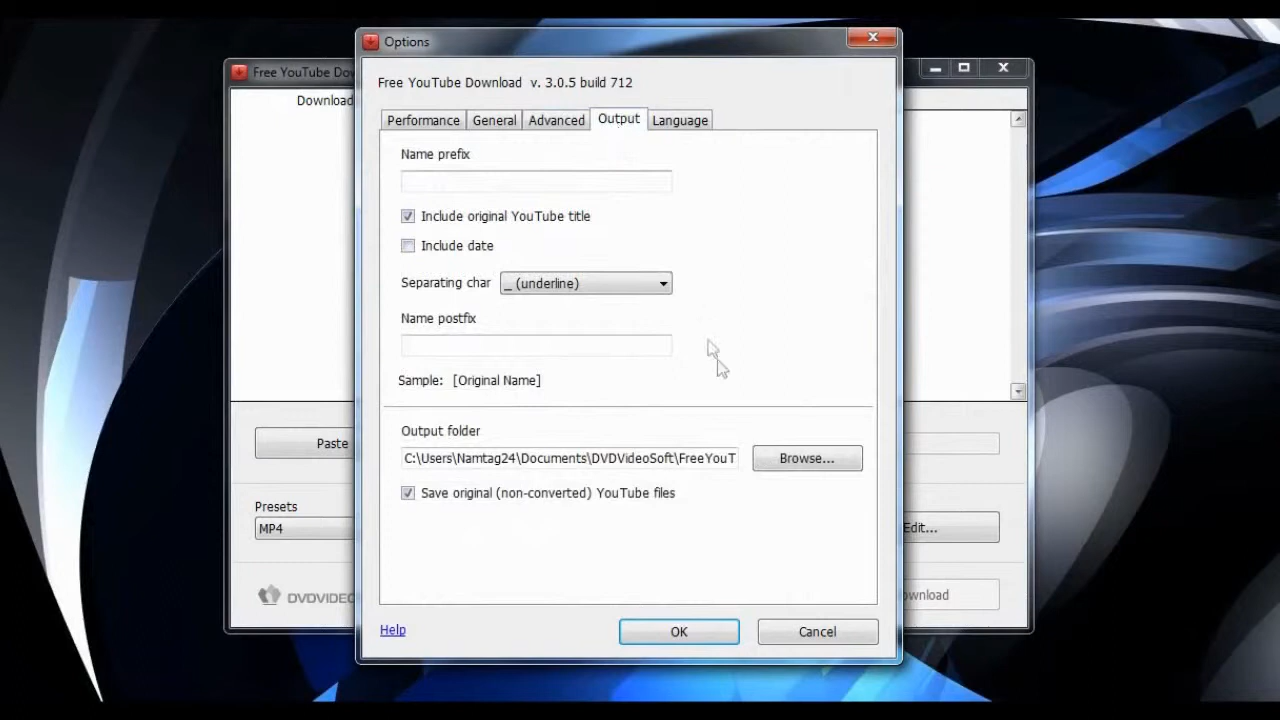 Options
Free YouTube Dow
Free YouTube Download v. 3.0.5 build 712
Download
Performance General Advanced Output Language
Name prefix
Include original YouTube title
Include date
Separating char _ (underline)
Name postfix
Sample: [Original Name]
Output folder
C:\Users\Namtag24\Documents\DVDVideoSoft\FreeYouT Browse...
Paste
Save original (non-converted) YouTube files
Presets
MP4
Edit...
DVDVIDEO
ownload
Help OK Cancel